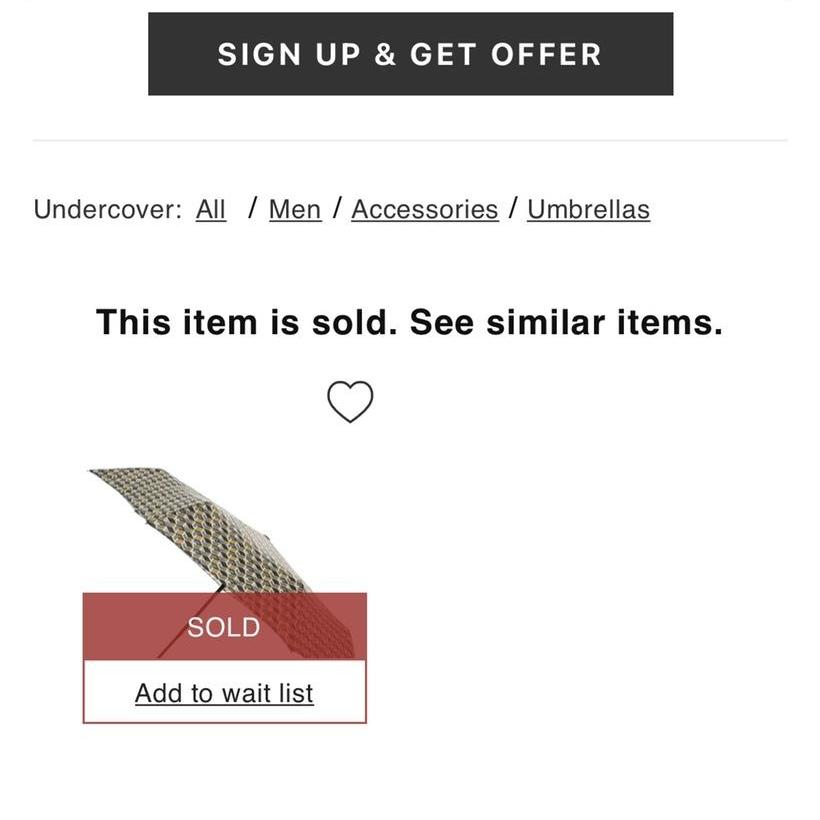 SIGN UP & GET OFFER
Undercover: All / Men / Accessories / Umbrellas
This item is sold. See similar items.
SOLD
Add to wait list